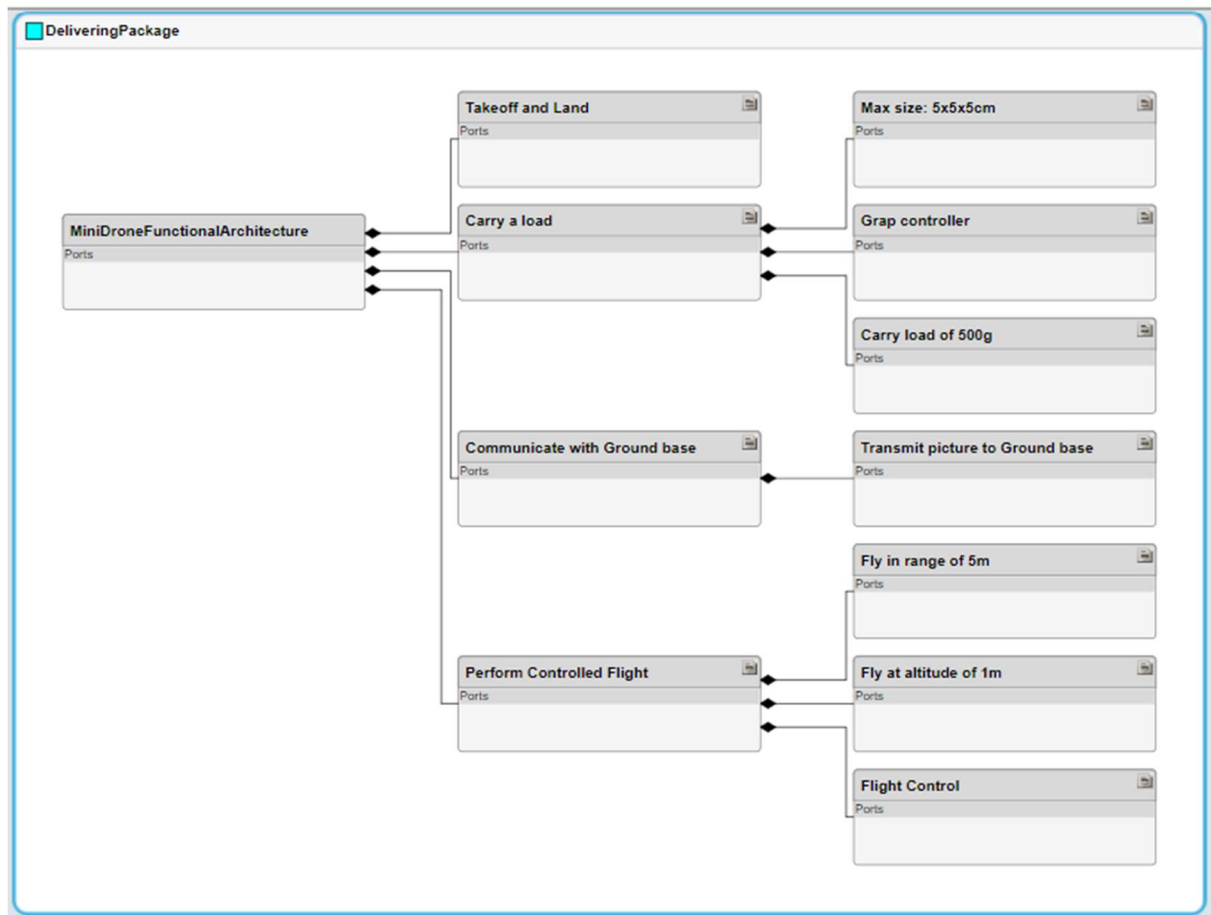 DeliveringPackage
MiniDroneFunctionalArchitecture
Ports
Takeoff and Land
Ports
Carry a load
Ports
Communicate with Ground base
Ports
Perform Controlled Flight
Ports
Max size: 5x5x5cm
Ports
Grap controller
Ports
Carry load of 500g
Ports
Transmit picture to Ground base
Ports
Fly in range of 5m
Ports
Fly at altitude of 1m
Ports
Flight Control
Ports